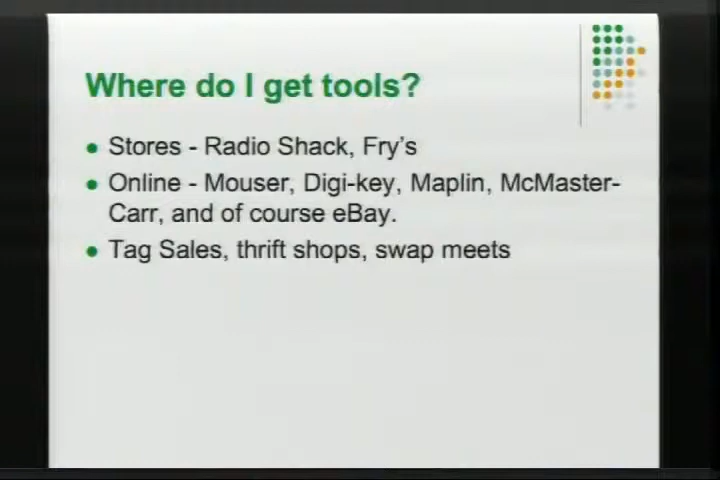 Where do I get tools?
Stores - Radio Shack, Fry's
Online - Mouser, Digi-key, Maplin, McMaster-
Carr, and of course eBay.
Tag Sales, thrift shops, swap meets